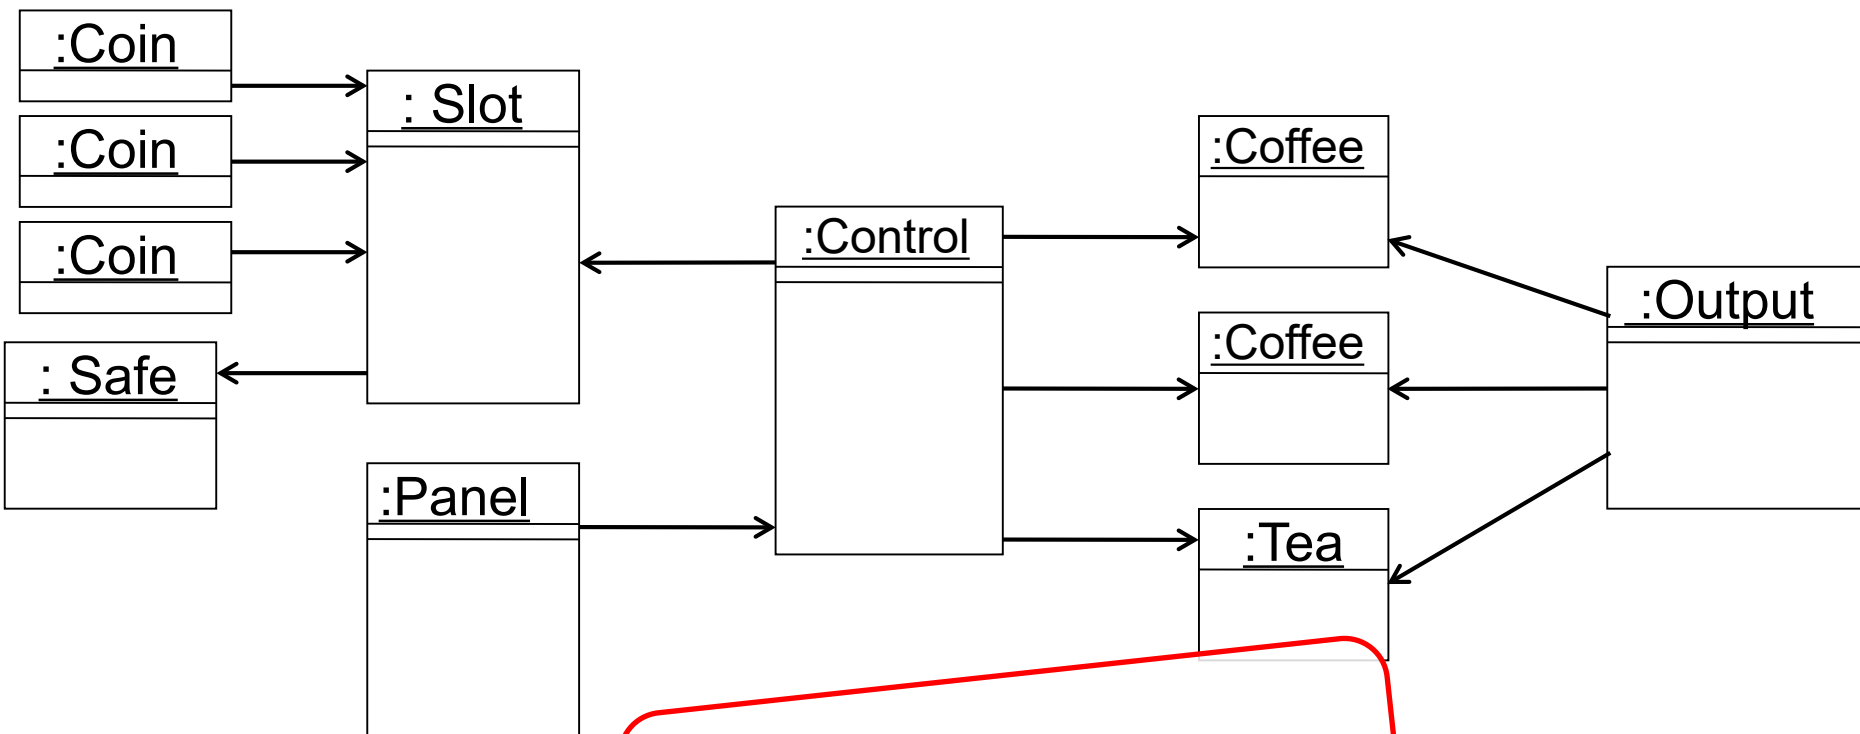 :Coin
: Slot
:Coin
:Coffee
:Coin
:Control
:Output
: Safe
:Coffee
:Panel
:Tea